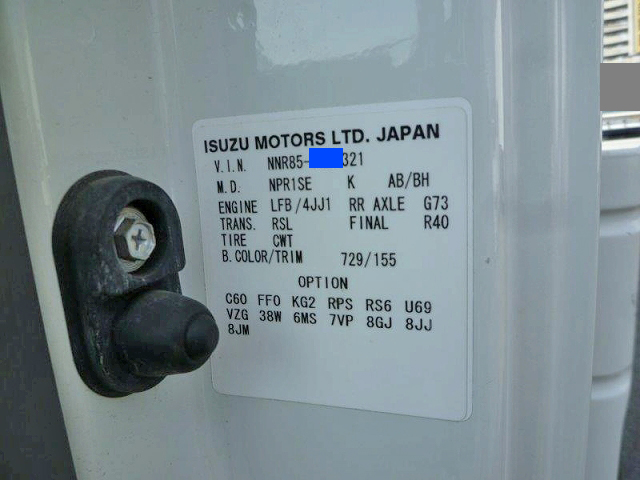 ISUZU MOTORS LTD. JAPAN
V.I.N. NNR85- 321
M.D. NPR1SE K AB/BH
ENGINE LFB/4JJ1 RR AXLE G73
TRANS. RSL FINAL R40
TIRE CWT
B.COLOR/TRIM 729/155
OPTION
C60 FF0 KG2 RPS RS6 U69
VZG 38W 6MS 7VP 8GJ 8JJ
8JM